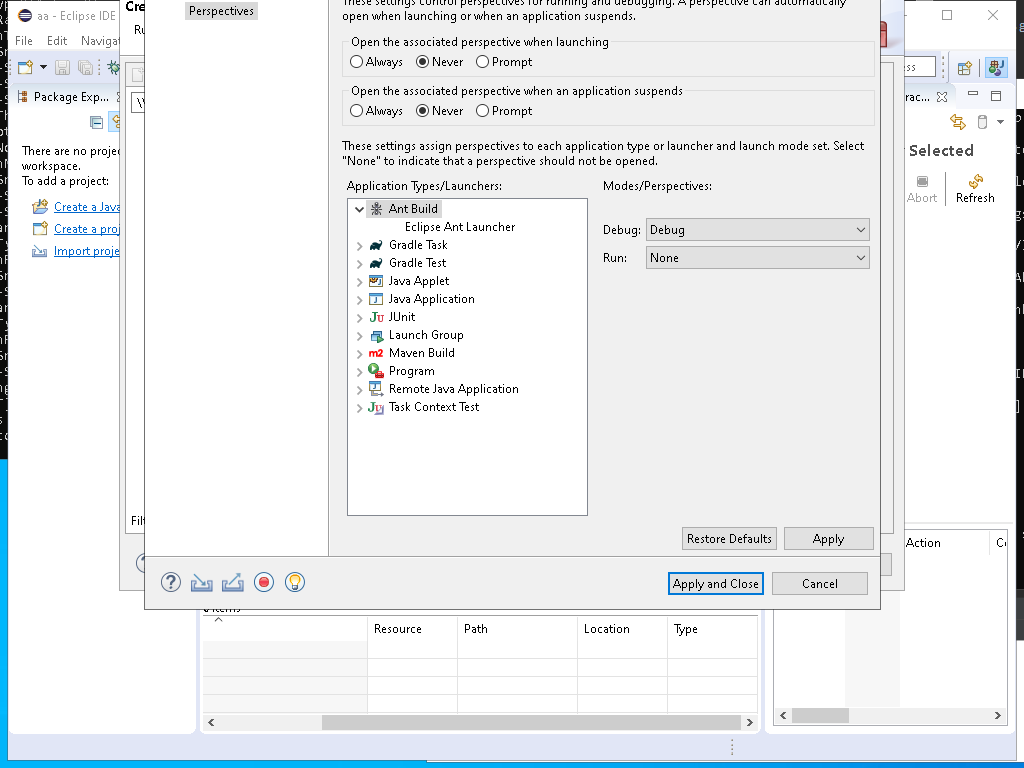 aa - Eclipse IDE
Cre
Perspectives
These settings control perspectives for running and debugging. A perspective can automatically
open when launching or when an application suspends.
File Edit Navigat
Open the associated perspective when launching
Always Never Prompt
Open the associated perspective when an application suspends
Always Never Prompt
Package Exp...
These settings assign perspectives to each application type or launcher and launch mode set. Select
"None" to indicate that a perspective should not be opened.
There are no proje
workspace.
To add a project:
Create a Java
Create a proj
Import proje
Application Types/Launchers:
Modes/Perspectives:
Ant Build
Eclipse Ant Launcher
Gradle Task
Gradle Test
Java Applet
Java Application
JUnit
Launch Group
Maven Build
Program
Remote Java Application
Task Context Test
Debug: Debug
Run: None
Selected
Abort
Refresh
Filt
Restore Defaults
Apply
Action
Apply and Close
Cancel
Resource
Path
Location
Type